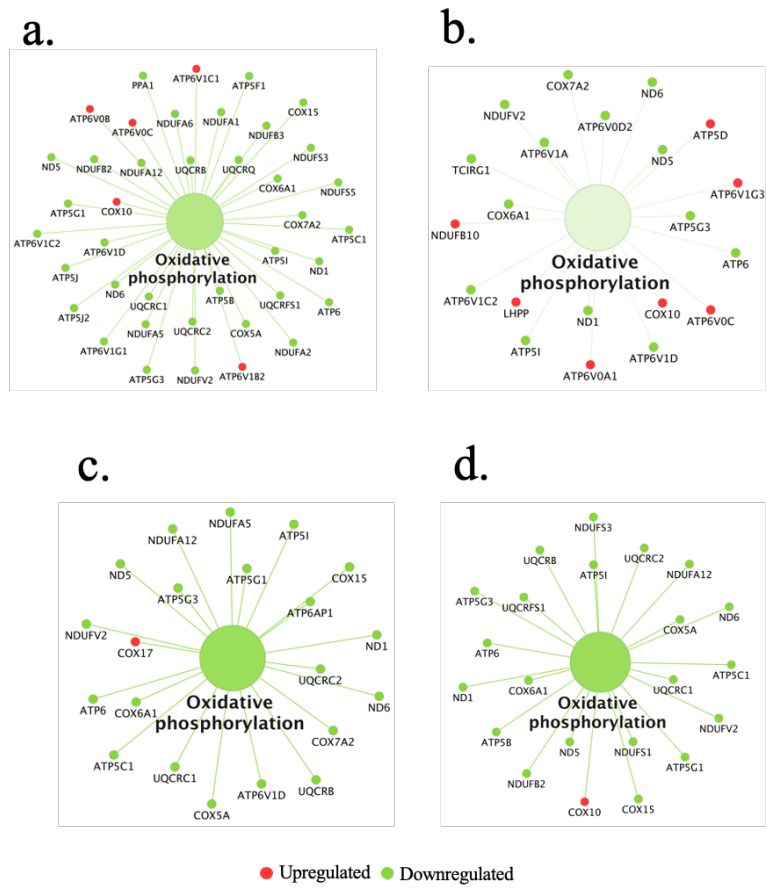 a.
b.
ATP6V1C1
PPA1
ATP5F1
COX15
ATP6V0B
NDUFA6
NDUFA1
ATP6V0C
NDUFB3
NDUFS3
ND5
NDUFB2
NDUFA12
UQCRB
UQCRQ
COX6A1
NDUFS5
ATP5G1
COX10
COX7A2
ATP5C1
ATP6V1C2
ATP6V1D
Oxidative
phosphorylation
ATP5I
ND1
ATP5J
ND6
UQCRC1
ATP5B
UQCRFS1
ATP6
ATP5J2
NDUFA5
UQCRC2
COX5A
ATP6V1G1
NDUFA2
ATP5G3
NDUFV2
ATP6V1B2
COX7A2
ND6
NDUFV2
ATP6V0D2
ATP5D
ATP6V1A
ND5
TCIRG1
ATP6V1G3
COX6A1
ATP5G3
NDUFB10
Oxidative
phosphorylation
ATP6
ATP6V1C2
LHPP
ND1
COX10
ATP6V0C
ATP5I
ATP6V1D
ATP6V0A1
c.
d.
NDUFA5
NDUFA12
ATP5I
ND5
ATP5G1
COX15
ATP5G3
ATP6AP1
NDUFV2
COX17
ND1
UQCRC2
ATP6
COX6A1
Oxidative
phosphorylation
ND6
COX7A2
ATP5C1
UQCRC1
ATP6V1D
UQCRB
COX5A
NDUFS3
UQCRB
UQCRC2
ATP5I
NDUFA12
ATP5G3
UQCRFS1
ND6
COX5A
ATP6
ATP5C1
ND1
COX6A1
UQCRC1
Oxidative
phosphorylation
NDUFV2
ATP5B
ND5
NDUFS1
ATP5G1
NDUFB2
COX10
COX15
Upregulated
Downregulated